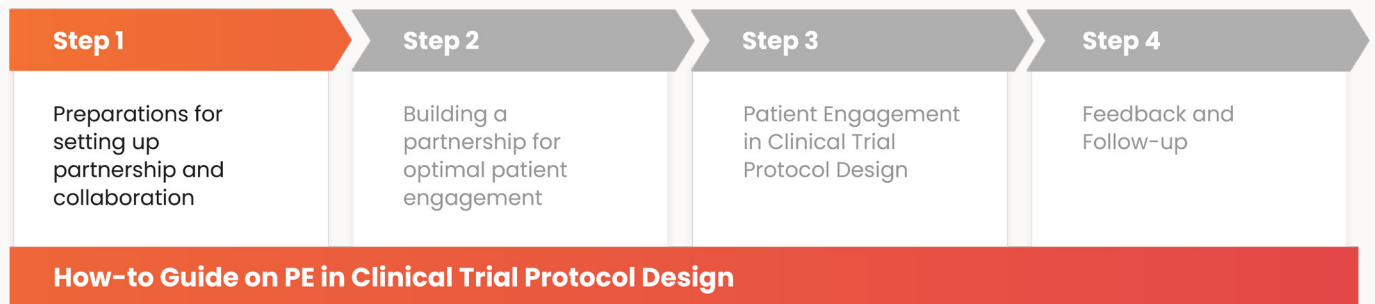 Step 1
Preparations for
setting up
partnership and
collaboration
Step 2
Building a
partnership for
optimal patient
engagement
Step 3
Patient Engagement
in Clinical Trial
Protocol Design
Step 4
Feedback and
Follow-up
How-to Guide on PE in Clinical Trial Protocol Design